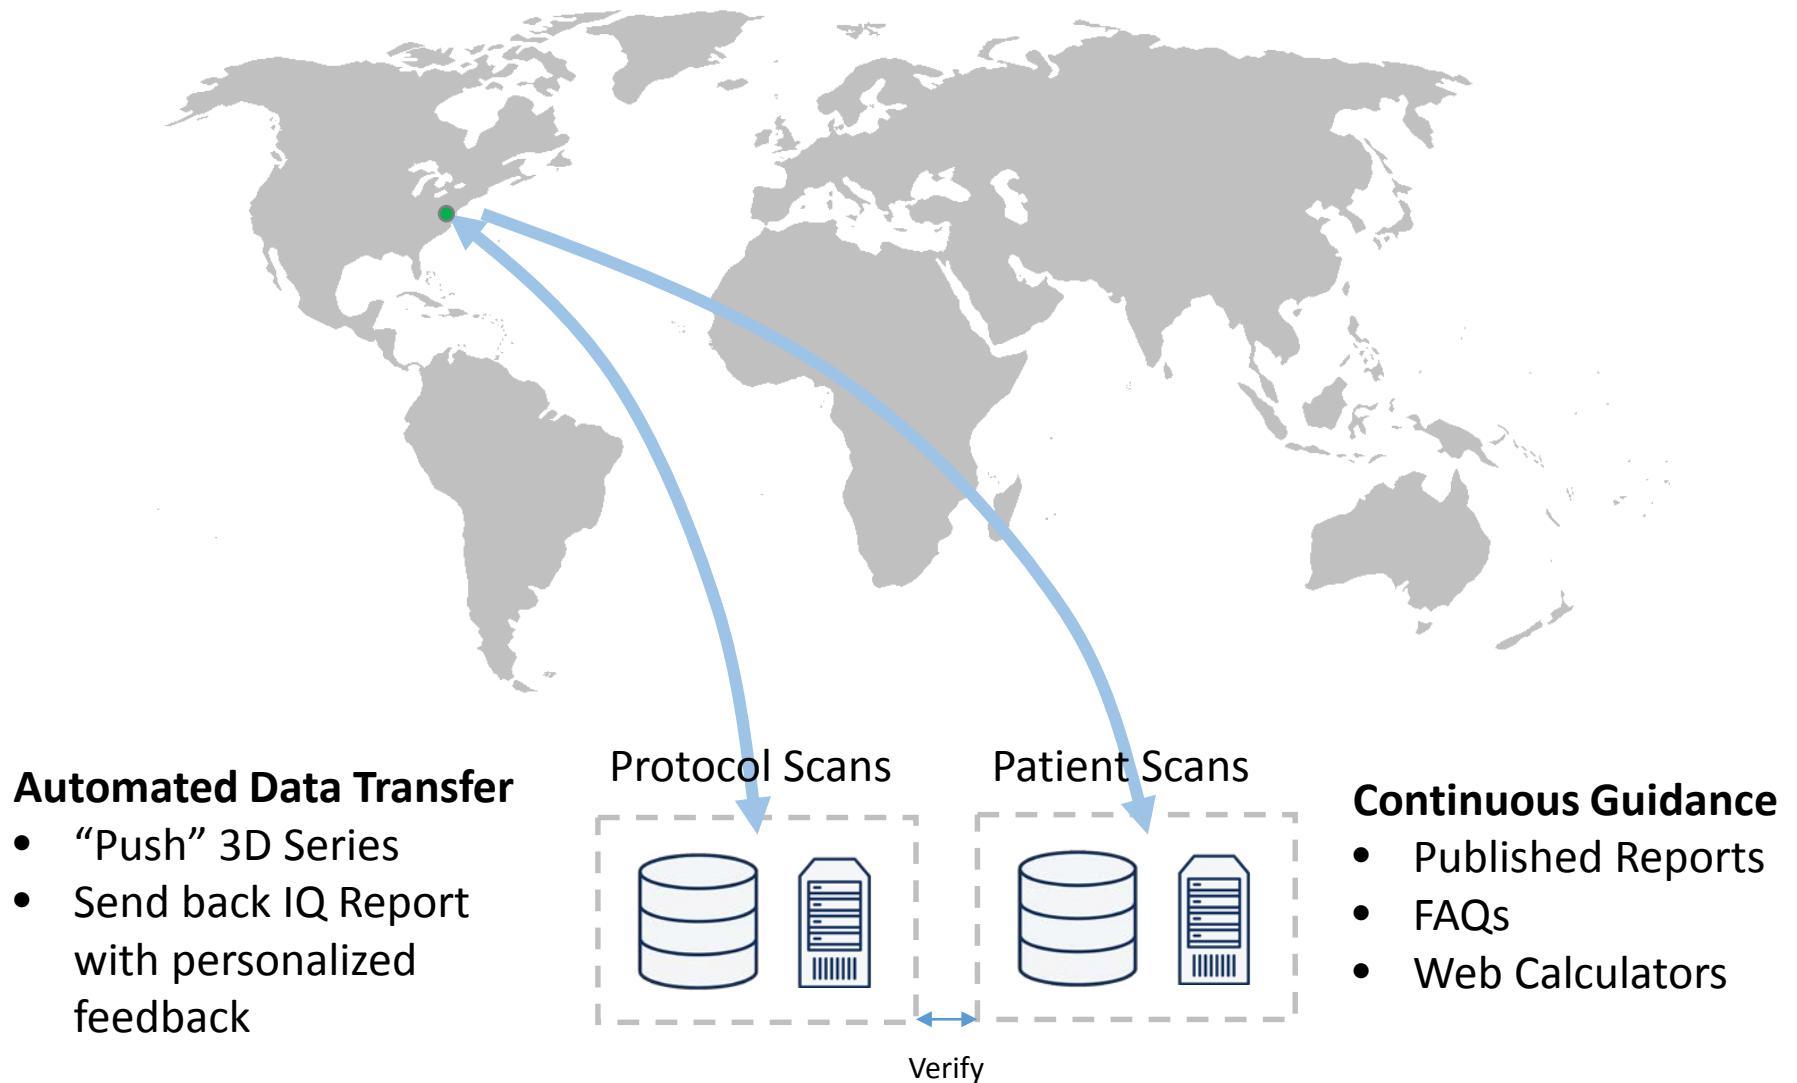 Protocol Scans
Patient Scans
Automated Data Transfer
• “Push” 3D Series
• Send back IQ Report
with personalized
feedback
Continuous Guidance
• Published Reports
• FAQs
• Web Calculators
Verify